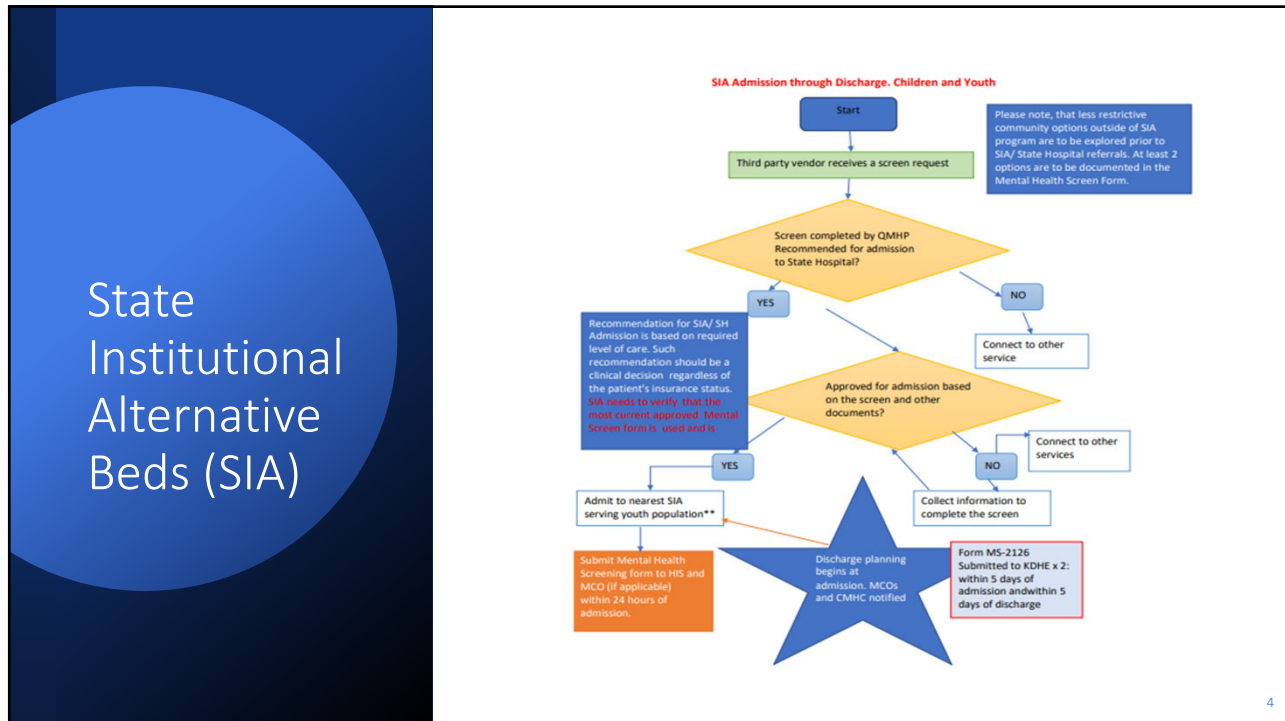 State
Institutional
Alternative
Beds (SIA)
SIA Admission through Discharge. Children and Youth
Start
Please note, that less restrictive
community options outside of SIA
program are to be explored prior to
SIA/ State Hospital referrals. At least 2
options are to be documented in the
Mental Health Screen Form.
Third party vendor receives a screen request
Screen completed by QMHP
Recommended for admission
to State Hospital?
YES
NO
Recommendation for SIA/ SH
Admission is based on required
level of care. Such
recommendation should be a
clinical decision regardless of
the patient's insurance status.
SIA needs to verify that the
most current approved Mental
Screen form is used and is
Connect to other
service
Approved for admission based
on the screen and other
documents?
YES
NO
Connect to other
services
Admit to nearest SIA
serving youth population**
Collect information to
complete the screen
Submit Mental Health
Screening form to HIS and
MCO (if applicable)
within 24 hours of
admission.
Discharge planning
begins at
admission. MCOs
and CMHC notified
Form MS-2126
Submitted to KDHE x 2:
within 5 days of
admission andwithin 5
days of discharge
4